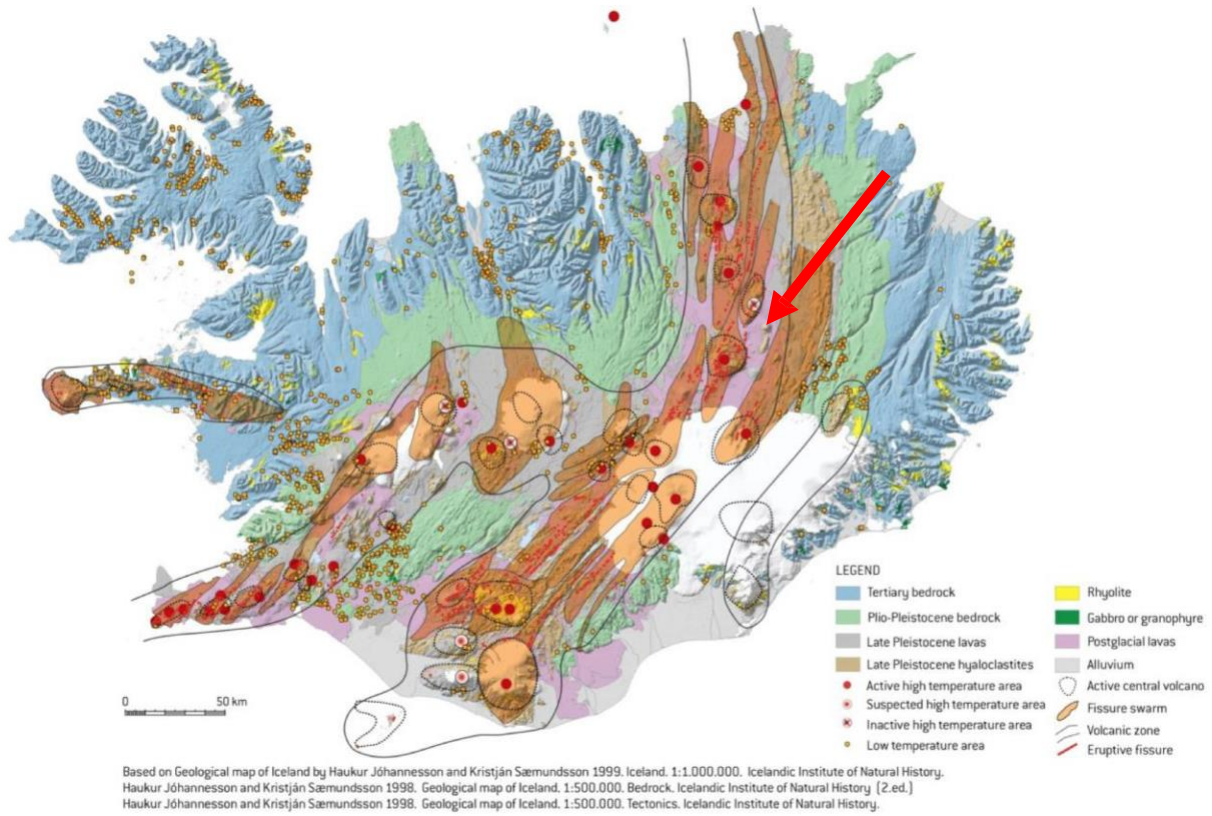 LEGEND
Tertiary bedrock
Plio-Pleistocene bedrock
Late Pleistocene lavas
Late Pleistocene hyaloclastites
Active high temperature area
Suspected high temperature area
Inactive high temperature area
Low temperature area
Rhyolite
Gabbro or granophyre
Postglacial lavas
Alluvium
Active central volcano
Fissure swarm
Volcanic zone
Eruptive fissure
0 50 km
Based on Geological map of Iceland by Haukur Jóhannesson and Kristján Sæmundsson 1999. Iceland. 1:1.000.000. Icelandic Institute of Natural History.
Haukur Jóhannesson and Kristján Sæmundsson 1998. Geological map of Iceland. 1:500.000. Bedrock. Icelandic Institute of Natural History (2.ed.)
Haukur Jóhannesson and Kristján Sæmundsson 1998. Geological map of Iceland. 1:500.000. Tectonics. Icelandic Institute of Natural History.